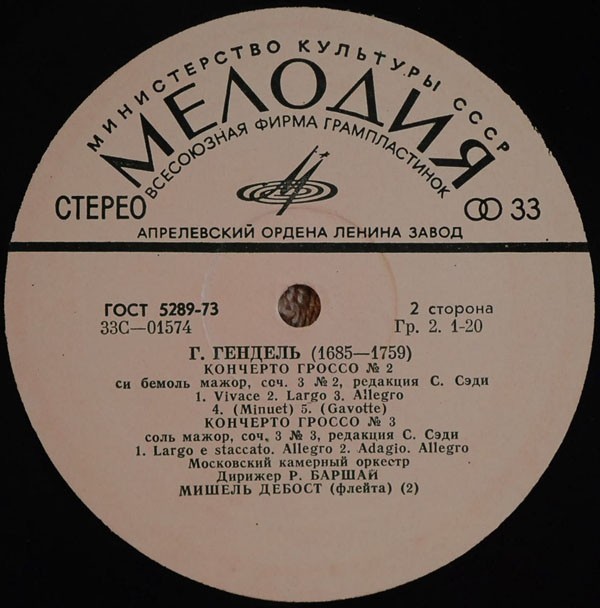 МИНИСТЕРСТВО КУЛЬТУРЫ СССР
МЕЛОДИЯ
ВСЕСОЮЗНАЯ ФИРМА ГРАМПЛАСТИНОК
СТЕРЕО
33
АПРЕЛЕВСКИЙ ОРДЕНА ЛЕНИНА ЗАВОД
ГОСТ 5289-73
2 сторона
33С—01574
Гр. 2. 1-20
Г. ГЕНДЕЛЬ (1685—1759)
КОНЧЕРТО ГРОССО № 2
си бемоль мажор, соч. 3 № 2, редакция С. Сэди
1. Vivace 2. Largo 3. Allegro
4. (Minuet) 5. (Gavotte)
КОНЧЕРТО ГРОССО № 3
соль мажор, соч. 3 № 3, редакция С. Сэди
1. Largo e staccato. Allegro 2. Adagio. Allegro
Московский камерный оркестр
Дирижер Р. БАРШАЙ
МИШЕЛЬ ДЕБОСТ (флейта) (2)